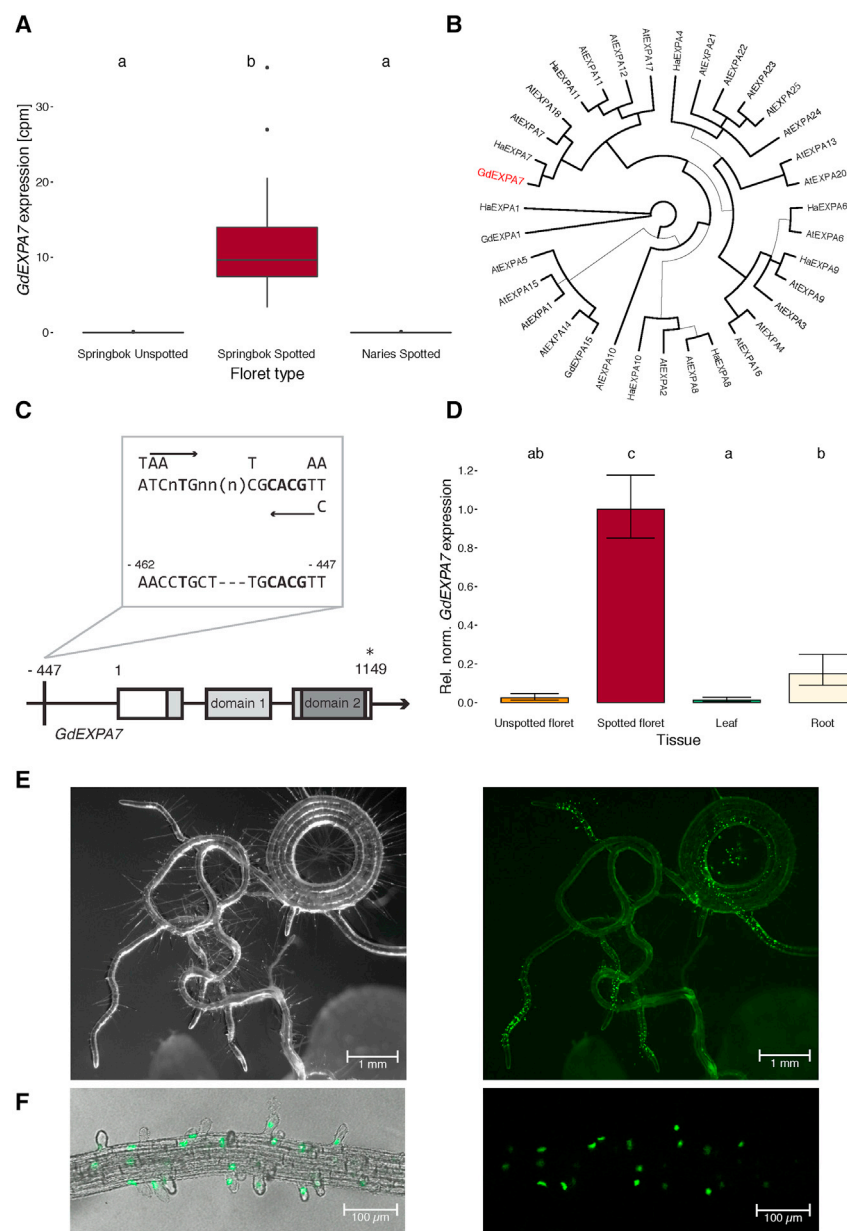 A
a b a
GdEXPA7 expression [cpm]
30
20
10
0
Springbok Unspotted Springbok Spotted Naries Spotted
Floret type
B
HaEXPA4
AtEXPA21
AtEXPA22
AtEXPA23
AtEXPA25
AtEXPA24
AtEXPA13
AtEXPA20
HaEXPA6
AtEXPA6
HaEXPA9
AtEXPA9
AtEXPA3
AtEXPA4
AtEXPA16
HaEXPA8
AtEXPA8
AtEXPA2
HaEXPA10
AtEXPA10
GdEXPA15
AtEXPA14
AtEXPA1
AtEXPA15
AtEXPA5
GdEXPA1
HaEXPA1
GdEXPA7
HaEXPA7
AtEXPA7
AtEXPA18
HaEXPA11
AtEXPA11
AtEXPA12
AtEXPA17
C
TAA T AA
ATCnTGnn(n)CGCACGTT
C
- 462 - 447
AACCTGCT---TGCACGTT
*
- 447 1 1149
domain 1 domain 2
GdEXPA7
D
ab c a b
Rel. norm. GdEXPA7 expression
1.2
1.0
0.8
0.6
0.4
0.2
0.0
Unspotted floret Spotted floret Leaf Root
Tissue
E
1 mm 1 mm
F
100 µm 100 µm